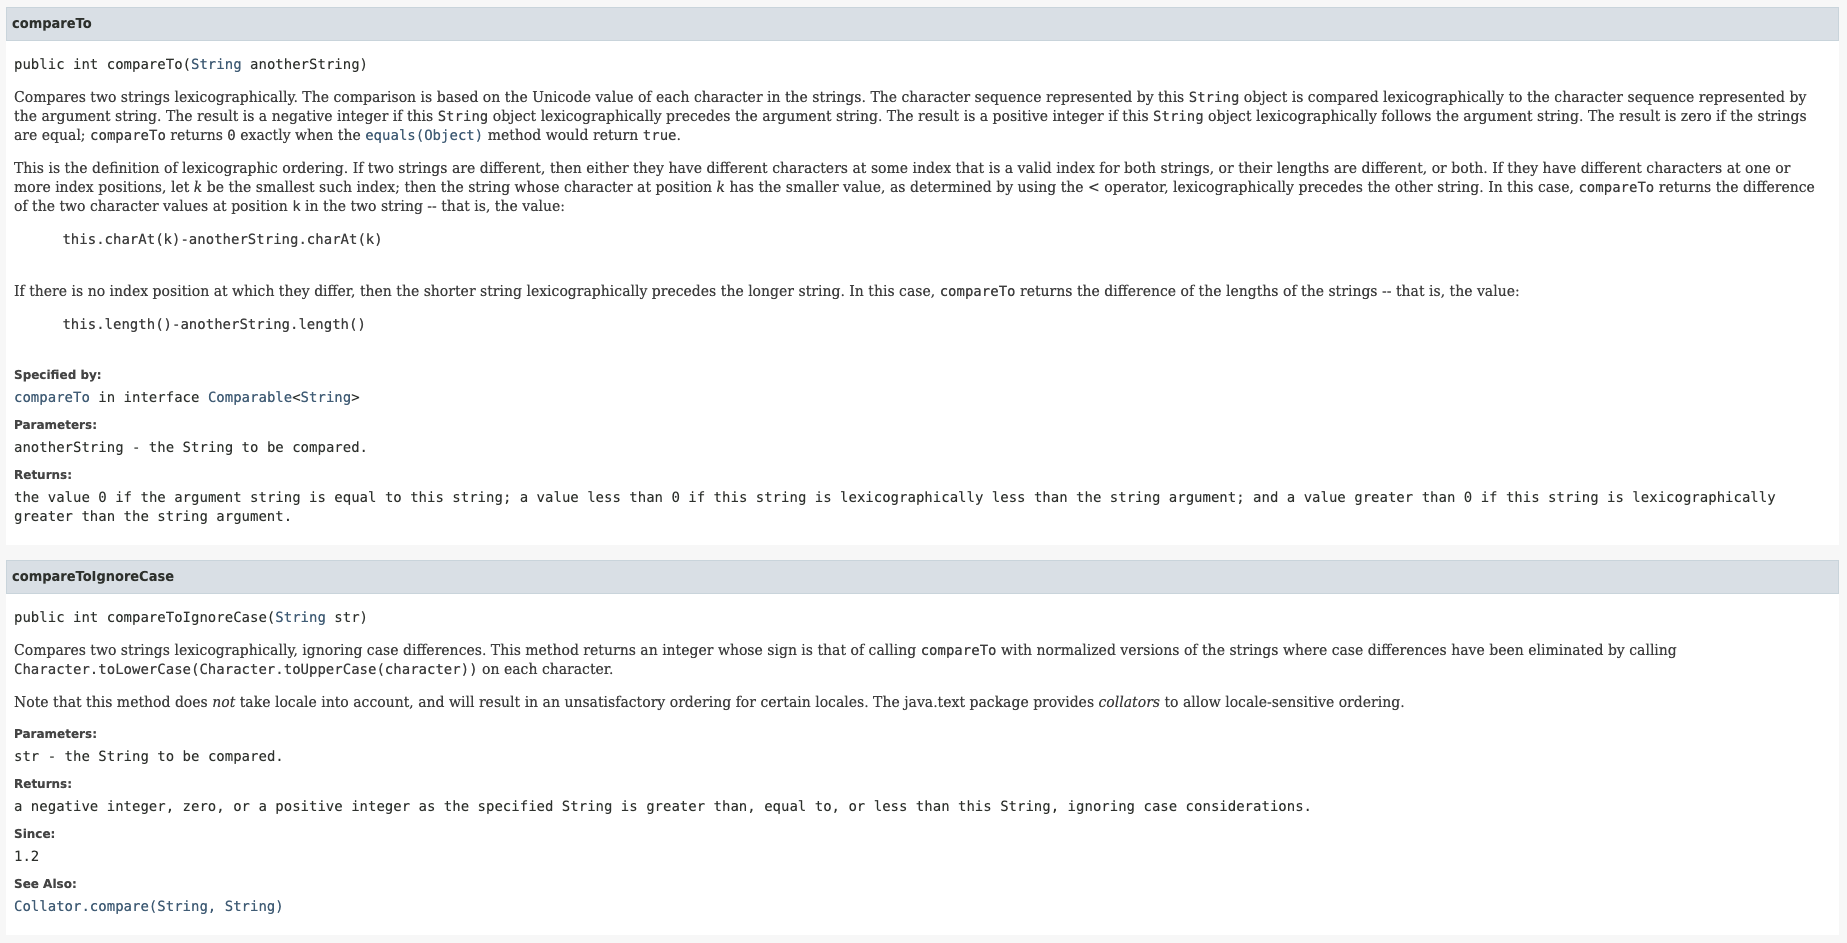 compareTo
public int compareTo(String anotherString)
Compares two strings lexicographically. The comparison is based on the Unicode value of each character in the strings. The character sequence represented by this String object is compared lexicographically to the character sequence represented by
the argument string. The result is a negative integer if this String object lexicographically precedes the argument string. The result is a positive integer if this String object lexicographically follows the argument string. The result is zero if the strings
are equal; compareTo returns 0 exactly when the equals(Object) method would return true.
This is the definition of lexicographic ordering. If two strings are different, then either they have different characters at some index that is a valid index for both strings, or their lengths are different, or both. If they have different characters at one or
more index positions, let k be the smallest such index; then the string whose character at position k has the smaller value, as determined by using the < operator, lexicographically precedes the other string. In this case, compareTo returns the difference
of the two character values at position k in the two string -- that is, the value:
this.charAt(k)-anotherString.charAt(k)
If there is no index position at which they differ, then the shorter string lexicographically precedes the longer string. In this case, compareTo returns the difference of the lengths of the strings -- that is, the value:
this.length()-anotherString.length()
Specified by:
compareTo in interface Comparable<String>
Parameters:
anotherString - the String to be compared.
Returns:
the value 0 if the argument string is equal to this string; a value less than 0 if this string is lexicographically less than the string argument; and a value greater than 0 if this string is lexicographically
greater than the string argument.
compareToIgnoreCase
public int compareToIgnoreCase(String str)
Compares two strings lexicographically, ignoring case differences. This method returns an integer whose sign is that of calling compareTo with normalized versions of the strings where case differences have been eliminated by calling
Character.toLowerCase(Character.toUpperCase(character)) on each character.
Note that this method does not take locale into account, and will result in an unsatisfactory ordering for certain locales. The java.text package provides collators to allow locale-sensitive ordering.
Parameters:
str - the String to be compared.
Returns:
a negative integer, zero, or a positive integer as the specified String is greater than, equal to, or less than this String, ignoring case considerations.
Since:
1.2
See Also:
Collator.compare(String, String)